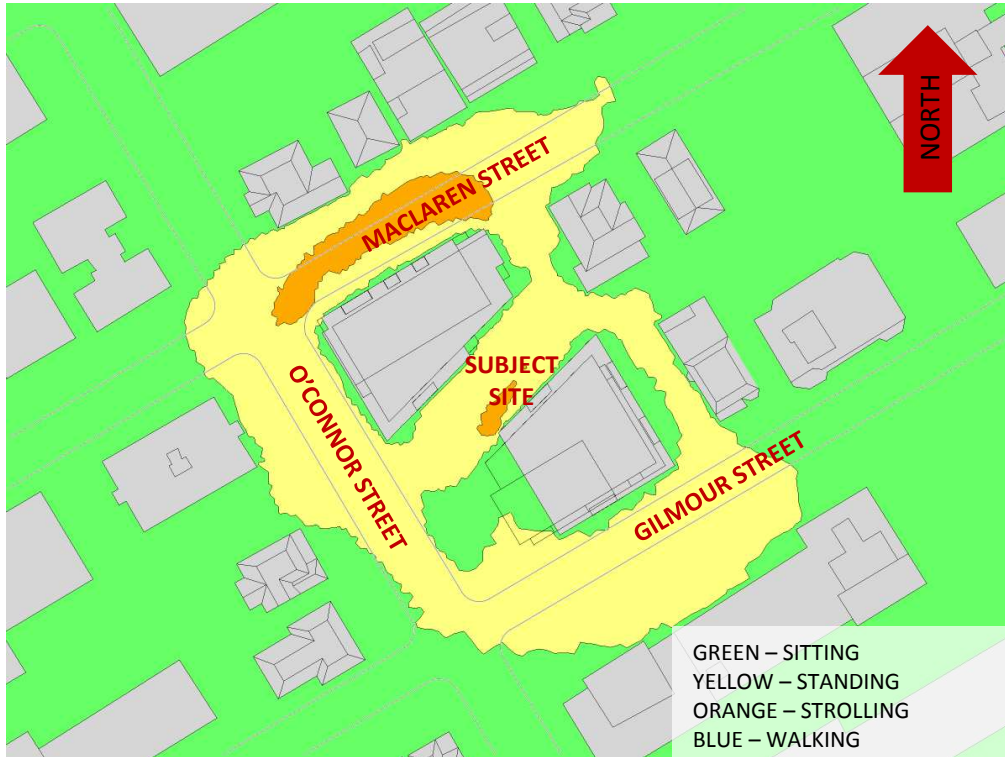 NORTH
MACLAREN STREET
SUBJECT
SITE
O'CONNOR STREET
GILMOUR STREET
GREEN – SITTING
YELLOW – STANDING
ORANGE – STROLLING
BLUE – WALKING